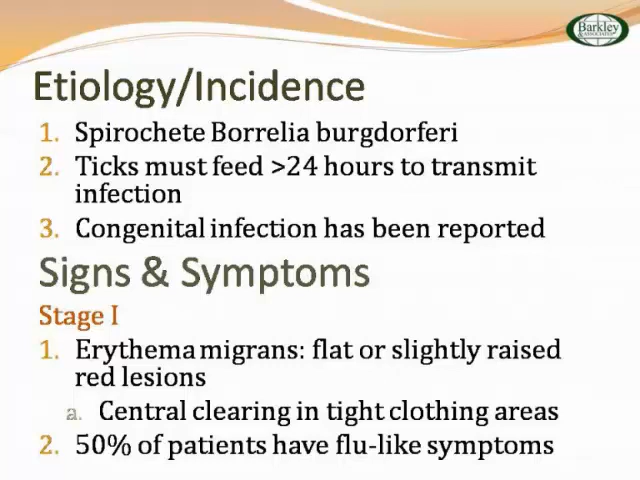 Barkley
& ASSOCIATES
Etiology/Incidence
1. Spirochete Borrelia burgdorferi
2. Ticks must feed >24 hours to transmit
infection
3. Congenital infection has been reported
Signs & Symptoms
Stage I
1. Erythema migrans: flat or slightly raised
red lesions
a. Central clearing in tight clothing areas
2. 50% of patients have flu-like symptoms